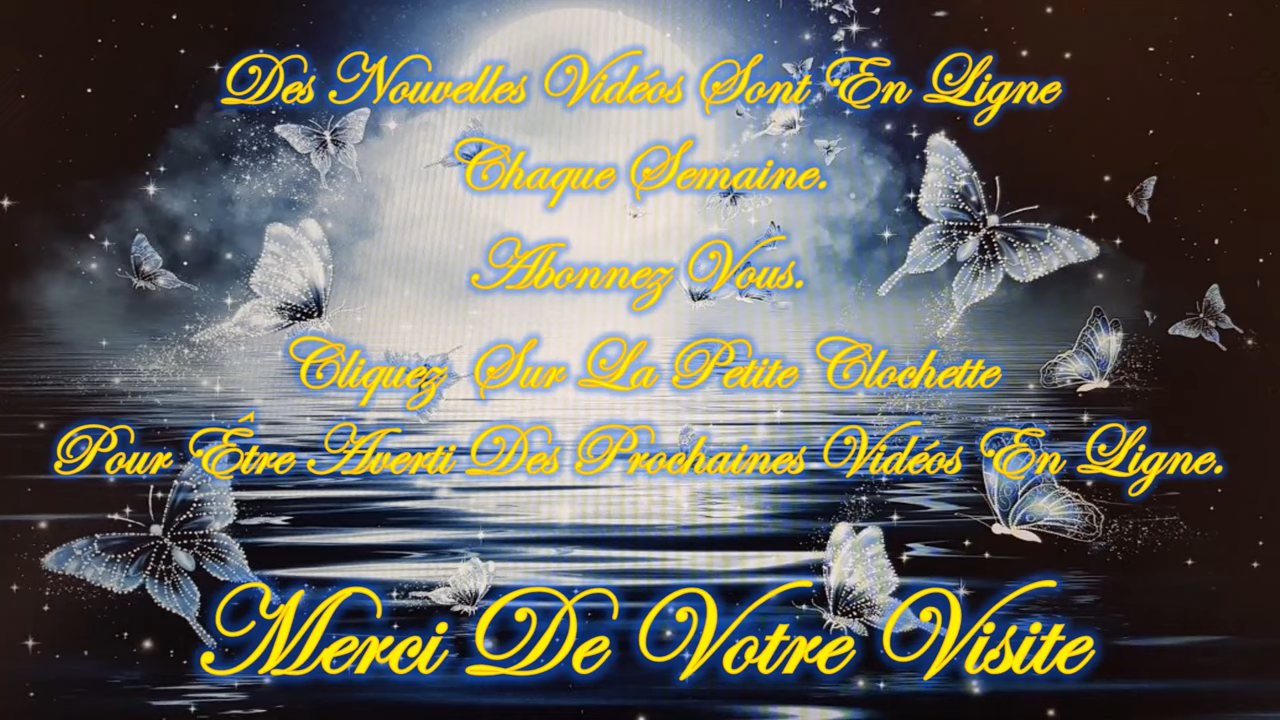 Des Nouvelles Vidéos Sont En Ligne
Chaque Semaine.
Abonnez Vous.
Cliquez Sur La Petite Clochette
Pour Être Averti Des Prochaines Vidéos En Ligne.
Merci De Votre Visite